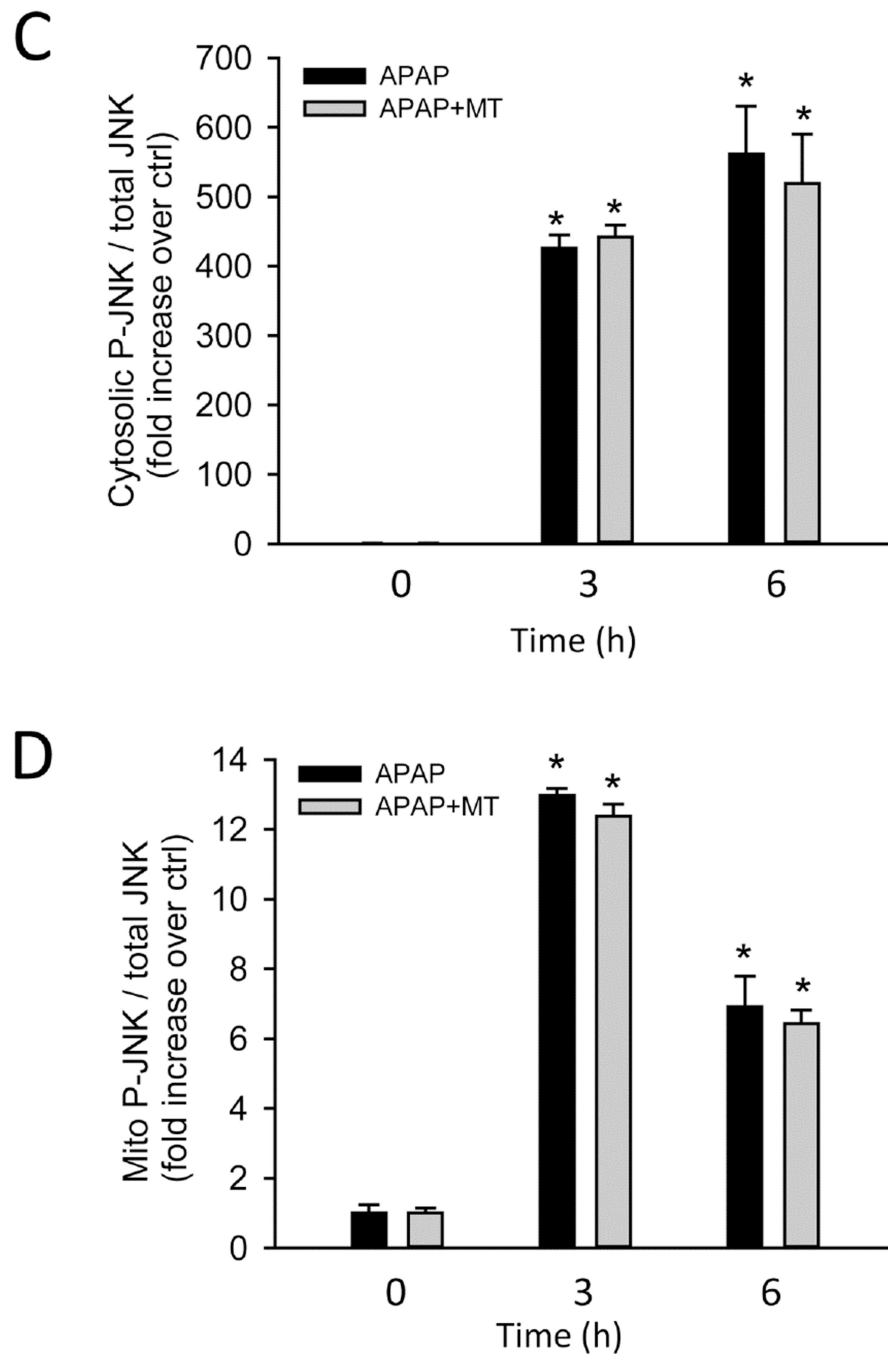 C
Cytosolic P-JNK / total JNK
(fold increase over ctrl)
700
600
500
400
300
200
100
0
APAP
APAP+MT
*
*
*
*
0 3 6
Time (h)
D
Mito P-JNK / total JNK
(fold increase over ctrl)
14
12
10
8
6
4
2
0
APAP
APAP+MT
*
*
*
*
0 3 6
Time (h)